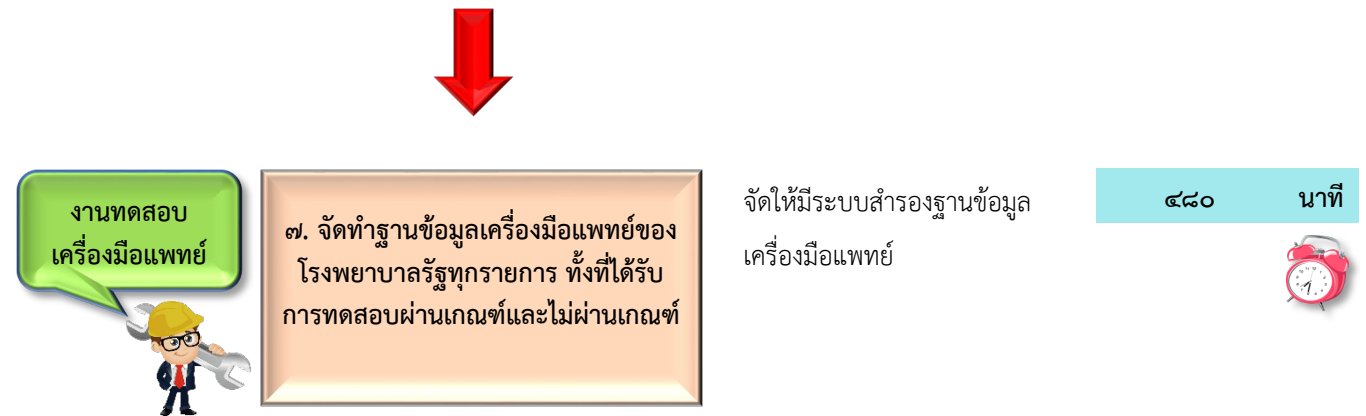 งานทดสอบ
เครื่องมือแพทย์
๗. จัดทำฐานข้อมูลเครื่องมือแพทย์ของ
โรงพยาบาลรัฐทุกรายการ ทั้งที่ได้รับ
การทดสอบผ่านเกณฑ์และไม่ผ่านเกณฑ์
จัดให้มีระบบสำรองฐานข้อมูล
เครื่องมือแพทย์
๔๘๐ นาที